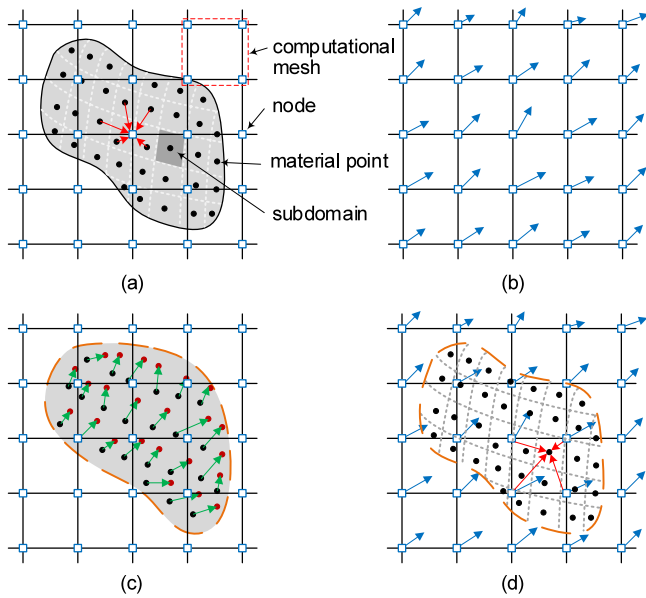 computational
mesh
node
material point
subdomain
(a)
(b)
(c)
(d)